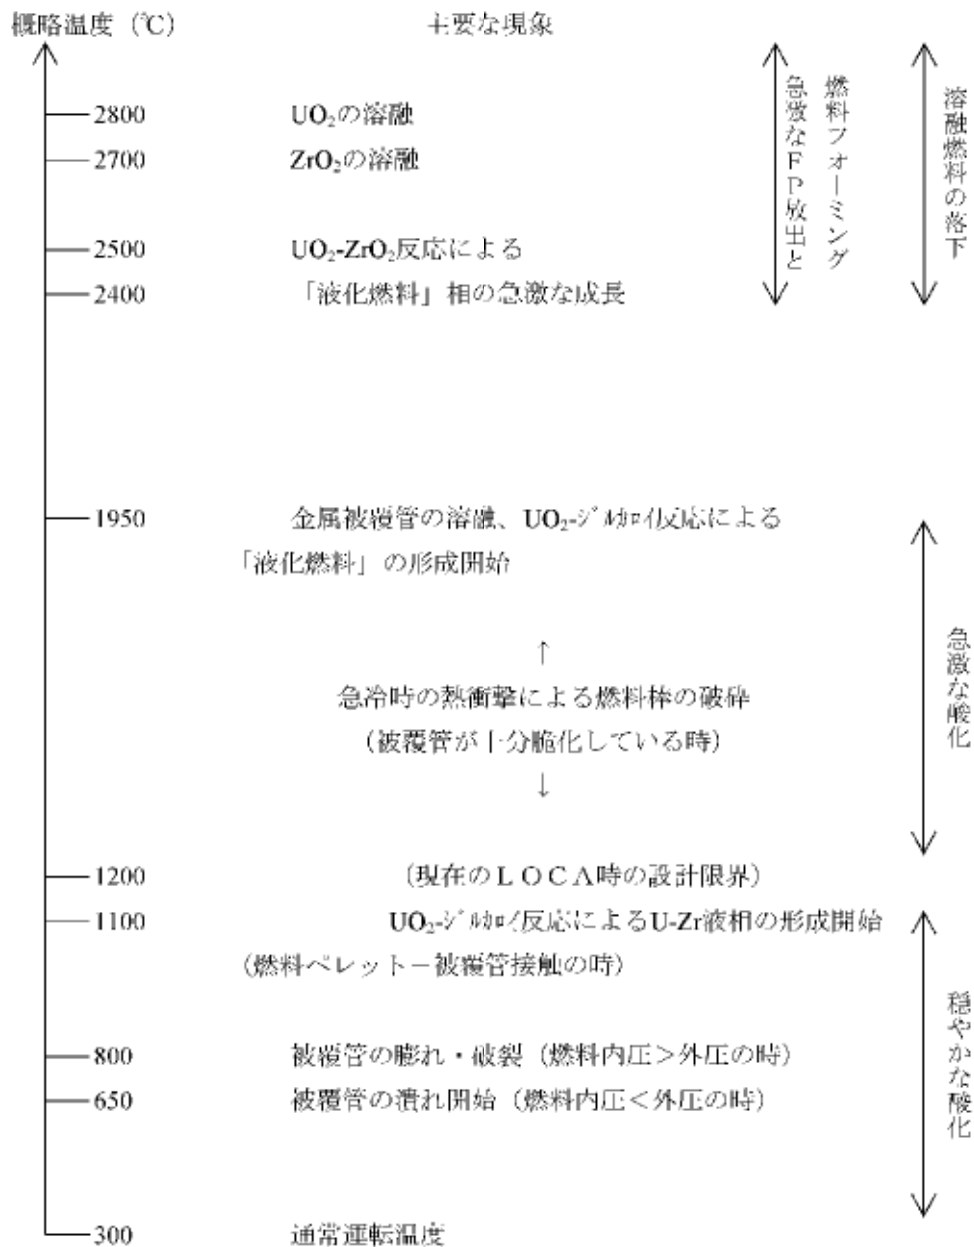 概略温度（℃） 主要な現象
2800 UO₂の溶融
2700 ZrO₂の溶融
2500 UO₂-ZrO₂反応による
2400 「液化燃料」相の急激な成長
1950 金属被覆管の溶融、UO₂-ｼﾞﾙｶﾛｲ反応による
「液化燃料」の形成開始
↑
急冷時の熱衝撃による燃料棒の破砕
（被覆管が十分脆化している時）
↓
1200 （現在のＬＯＣＡ時の設計限界）
1100 UO₂-ｼﾞﾙｶﾛｲ反応によるU-Zr液相の形成開始
（燃料ペレット－被覆管接触の時）
800 被覆管の膨れ・破裂（燃料内圧＞外圧の時）
650 被覆管の潰れ開始（燃料内圧＜外圧の時）
300 通常運転温度
急激なＦＰ放出と
燃料フォーミング
溶融燃料の落下
急激な酸化
穏やかな酸化